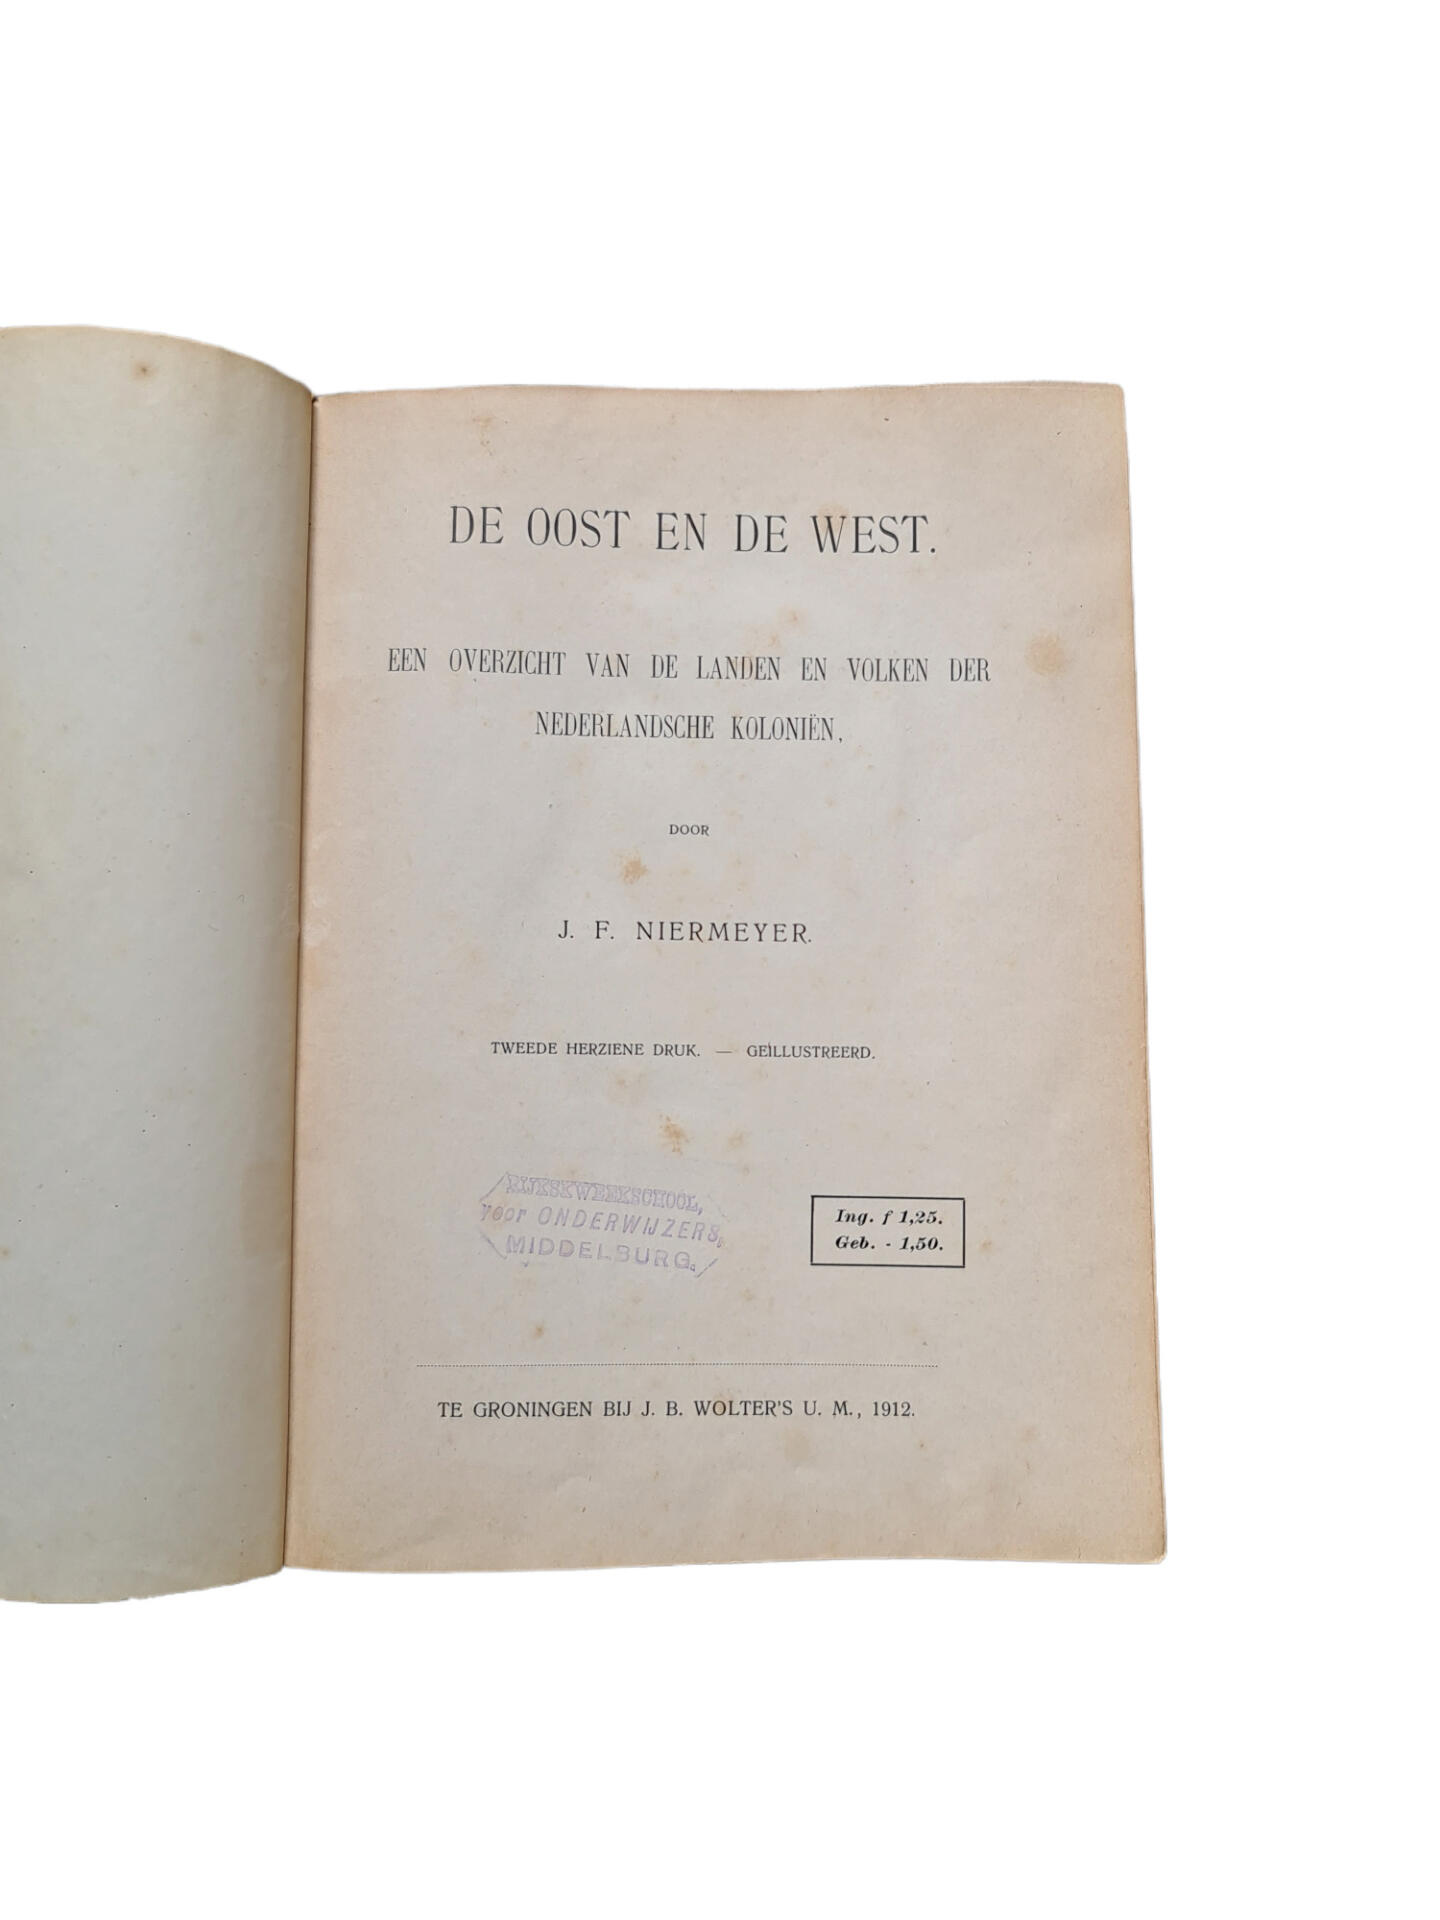 DE OOST EN DE WEST.
EEN OVERZICHT VAN DE LANDEN EN VOLKEN DER
NEDERLANDSCHE KOLONIËN,
DOOR
J. F. NIERMEYER.
TWEEDE HERZIENE DRUK. — GEÏLLUSTREERD.
RIJKSKWEEKSCHOOL,
voor ONDERWIJZERS,
MIDDELBURG.
Ing. f 1,25.
Geb. - 1,50.
TE GRONINGEN BIJ J. B. WOLTER'S U. M., 1912.